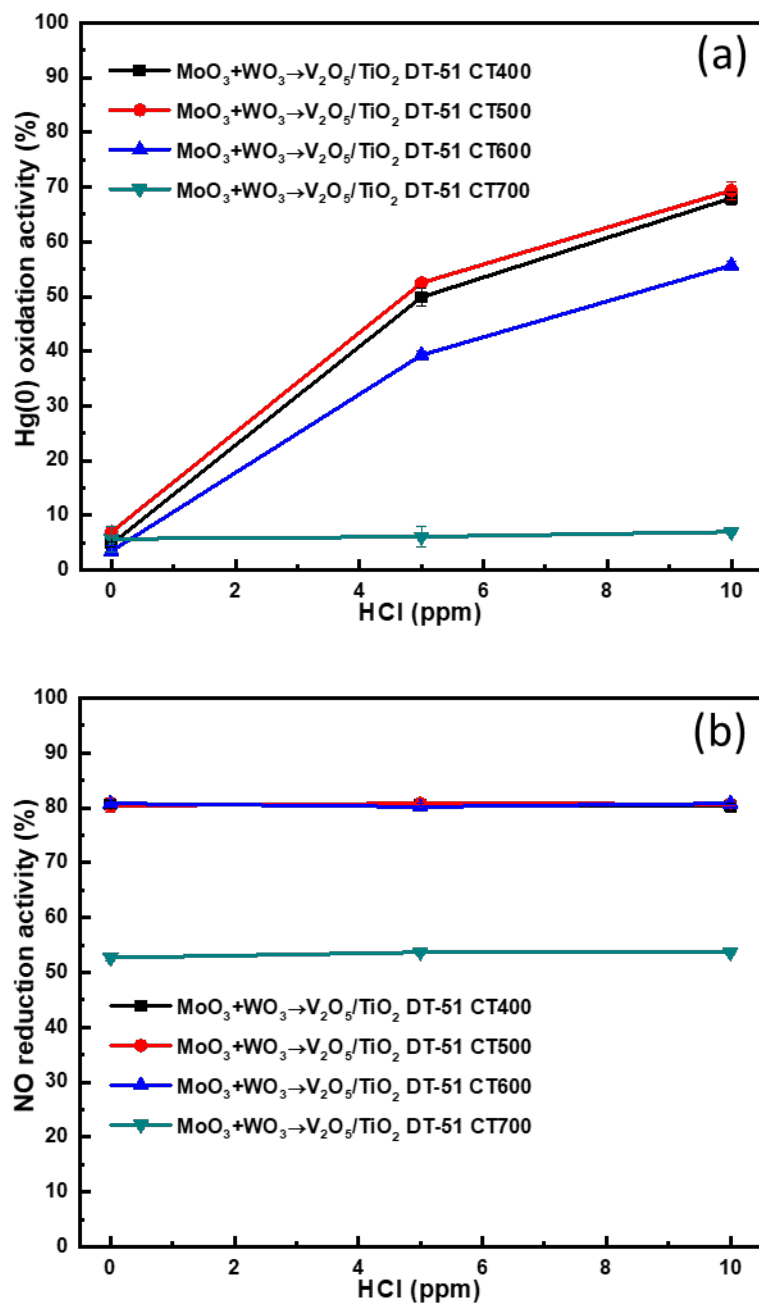 (a)
100
90
80
70
60
50
40
30
20
10
0
Hg(0) oxidation activity (%)
MoO₃+WO₃→V₂O₅/TiO₂ DT-51 CT400
MoO₃+WO₃→V₂O₅/TiO₂ DT-51 CT500
MoO₃+WO₃→V₂O₅/TiO₂ DT-51 CT600
MoO₃+WO₃→V₂O₅/TiO₂ DT-51 CT700
0 2 4 6 8 10
HCl (ppm)
(b)
100
90
80
70
60
50
40
30
20
10
0
NO reduction activity (%)
MoO₃+WO₃→V₂O₅/TiO₂ DT-51 CT400
MoO₃+WO₃→V₂O₅/TiO₂ DT-51 CT500
MoO₃+WO₃→V₂O₅/TiO₂ DT-51 CT600
MoO₃+WO₃→V₂O₅/TiO₂ DT-51 CT700
0 2 4 6 8 10
HCl (ppm)